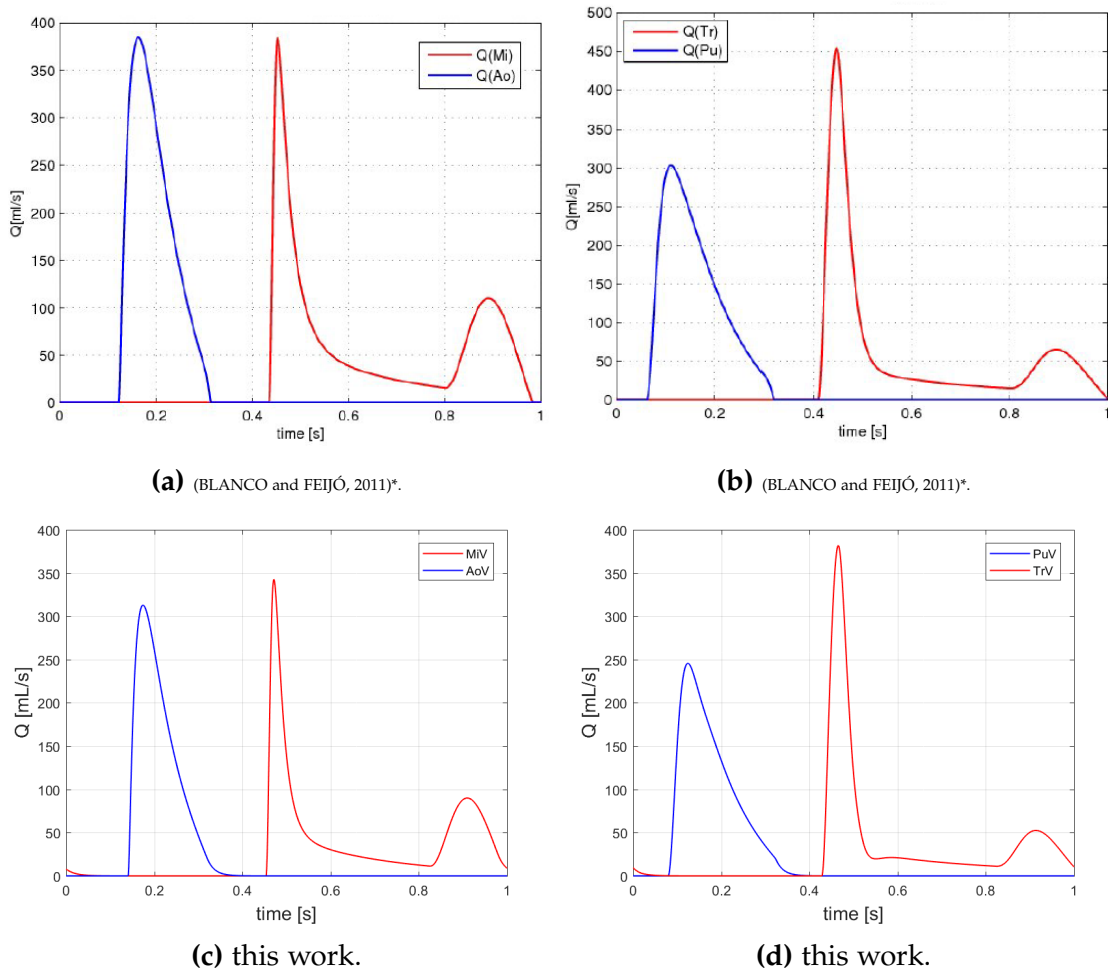 400
350
300
250
200
150
100
50
0
Q[ml/s]
Q(Mi)
Q(Ao)
0 0.2 0.4 0.6 0.8 1
time [s]
(a) (BLANCO and FEIJÓ, 2011)*.
500
450
400
350
300
250
200
150
100
50
0
Q[ml/s]
Q(Tr)
Q(Pu)
0 0.2 0.4 0.6 0.8 1
time [s]
(b) (BLANCO and FEIJÓ, 2011)*.
400
350
300
250
200
150
100
50
0
Q [mL/s]
MiV
AoV
0 0.2 0.4 0.6 0.8 1
time [s]
(c) this work.
400
350
300
250
200
150
100
50
0
Q [mL/s]
PuV
TrV
0 0.2 0.4 0.6 0.8 1
time [s]
(d) this work.